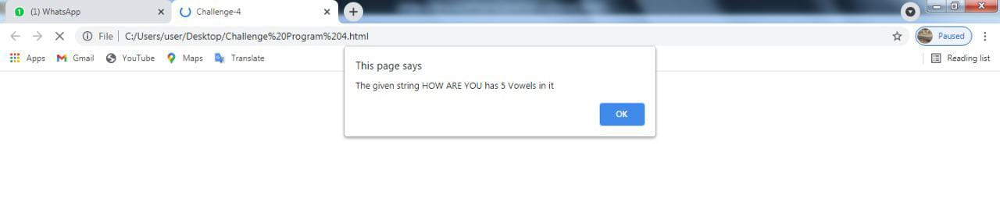 (1) WhatsApp
Challenge-4
File C:/Users/user/Desktop/Challenge%20Program%204.html
Paused
Apps Gmail YouTube Maps Translate
Reading list
This page says
The given string HOW ARE YOU has 5 Vowels in it
OK